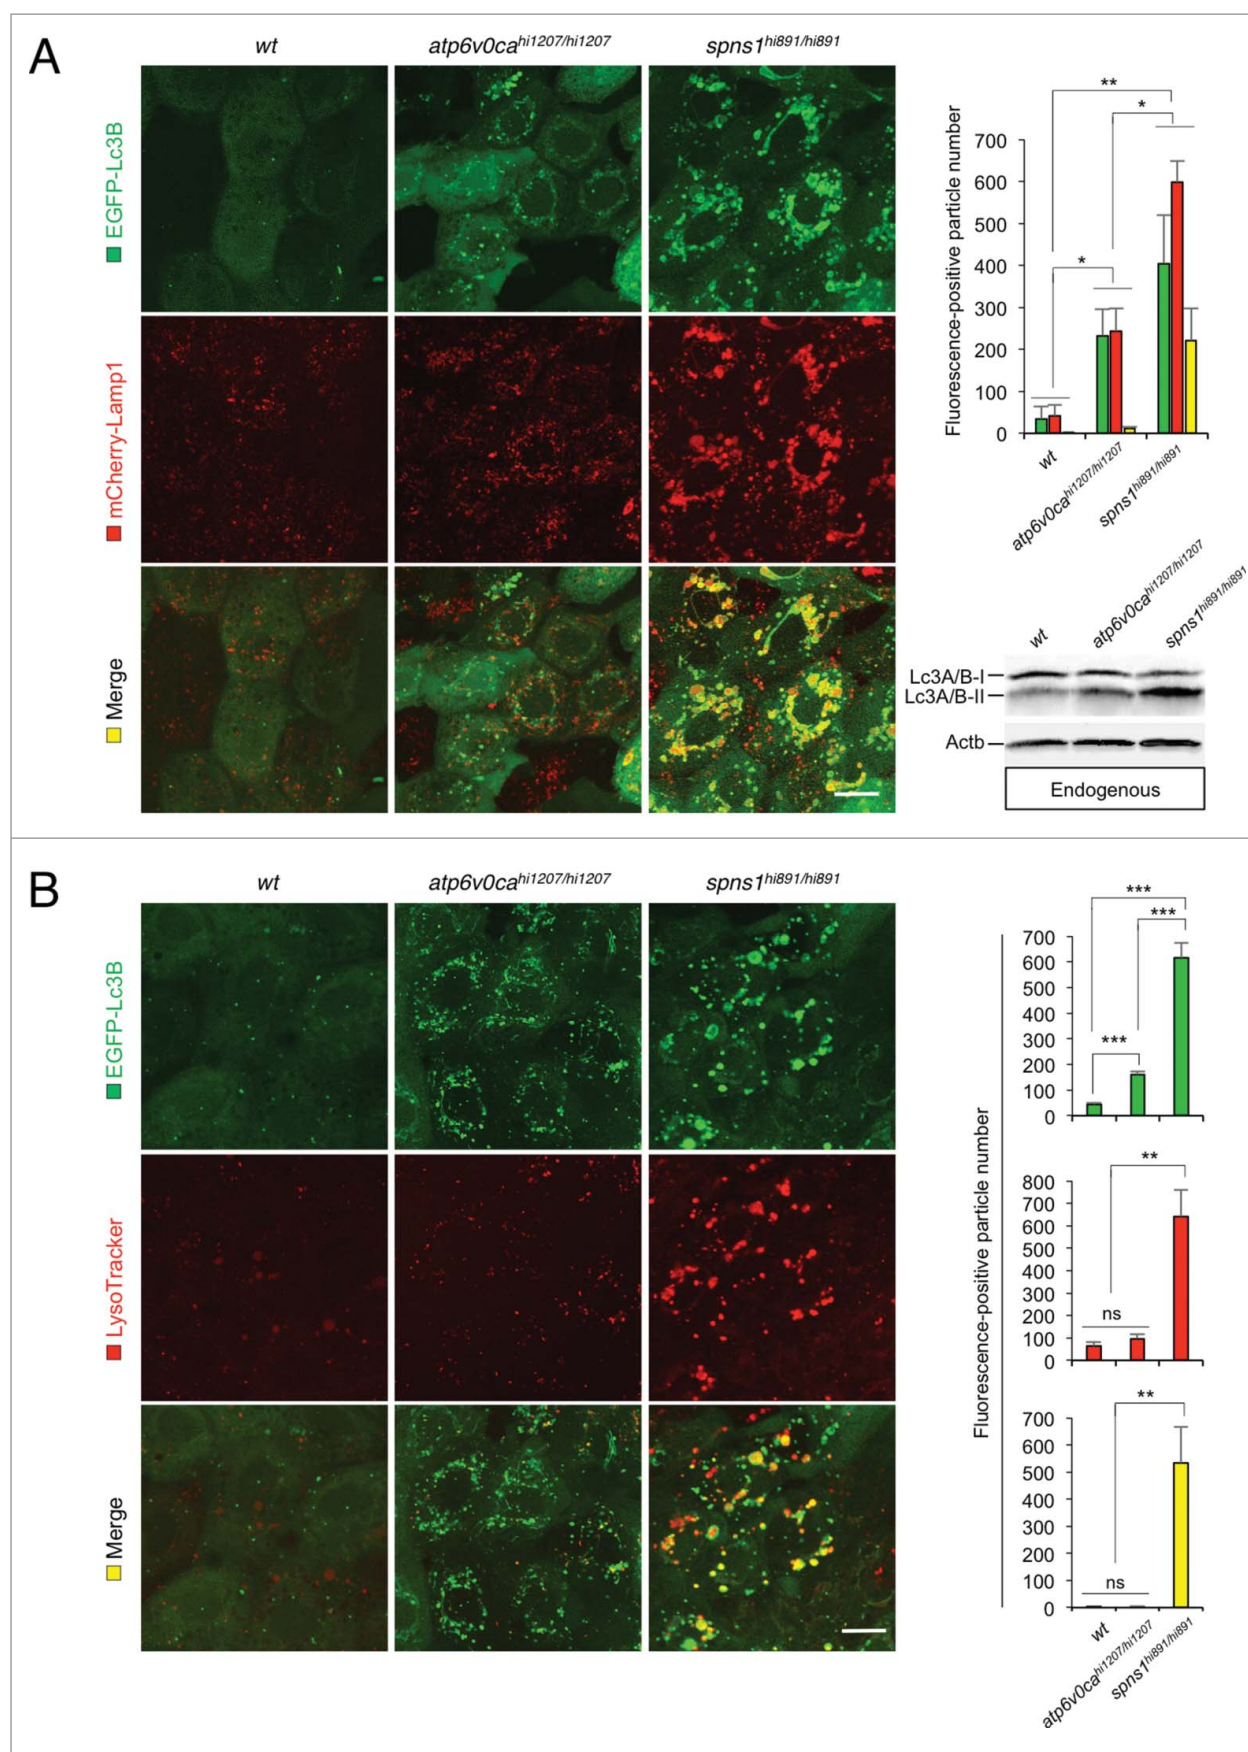 A
wt
atp6v0ca^hi1207/hi1207
spns1^hi891/hi891
EGFP-Lc3B
mCherry-Lamp1
Merge
Fluorescence-positive particle number
**
*
*
700
600
500
400
300
200
100
0
wt
atp6v0ca^hi1207/hi1207
spns1^hi891/hi891
wt
atp6v0ca^hi1207/hi1207
spns1^hi891/hi891
Lc3A/B-I
Lc3A/B-II
Actb
Endogenous
B
wt
atp6v0ca^hi1207/hi1207
spns1^hi891/hi891
EGFP-Lc3B
LysoTracker
Merge
Fluorescence-positive particle number
***
***
***
700
600
500
400
300
200
100
0
**
ns
800
700
600
500
400
300
200
100
0
**
ns
700
600
500
400
300
200
100
0
wt
atp6v0ca^hi1207/hi1207
spns1^hi891/hi891